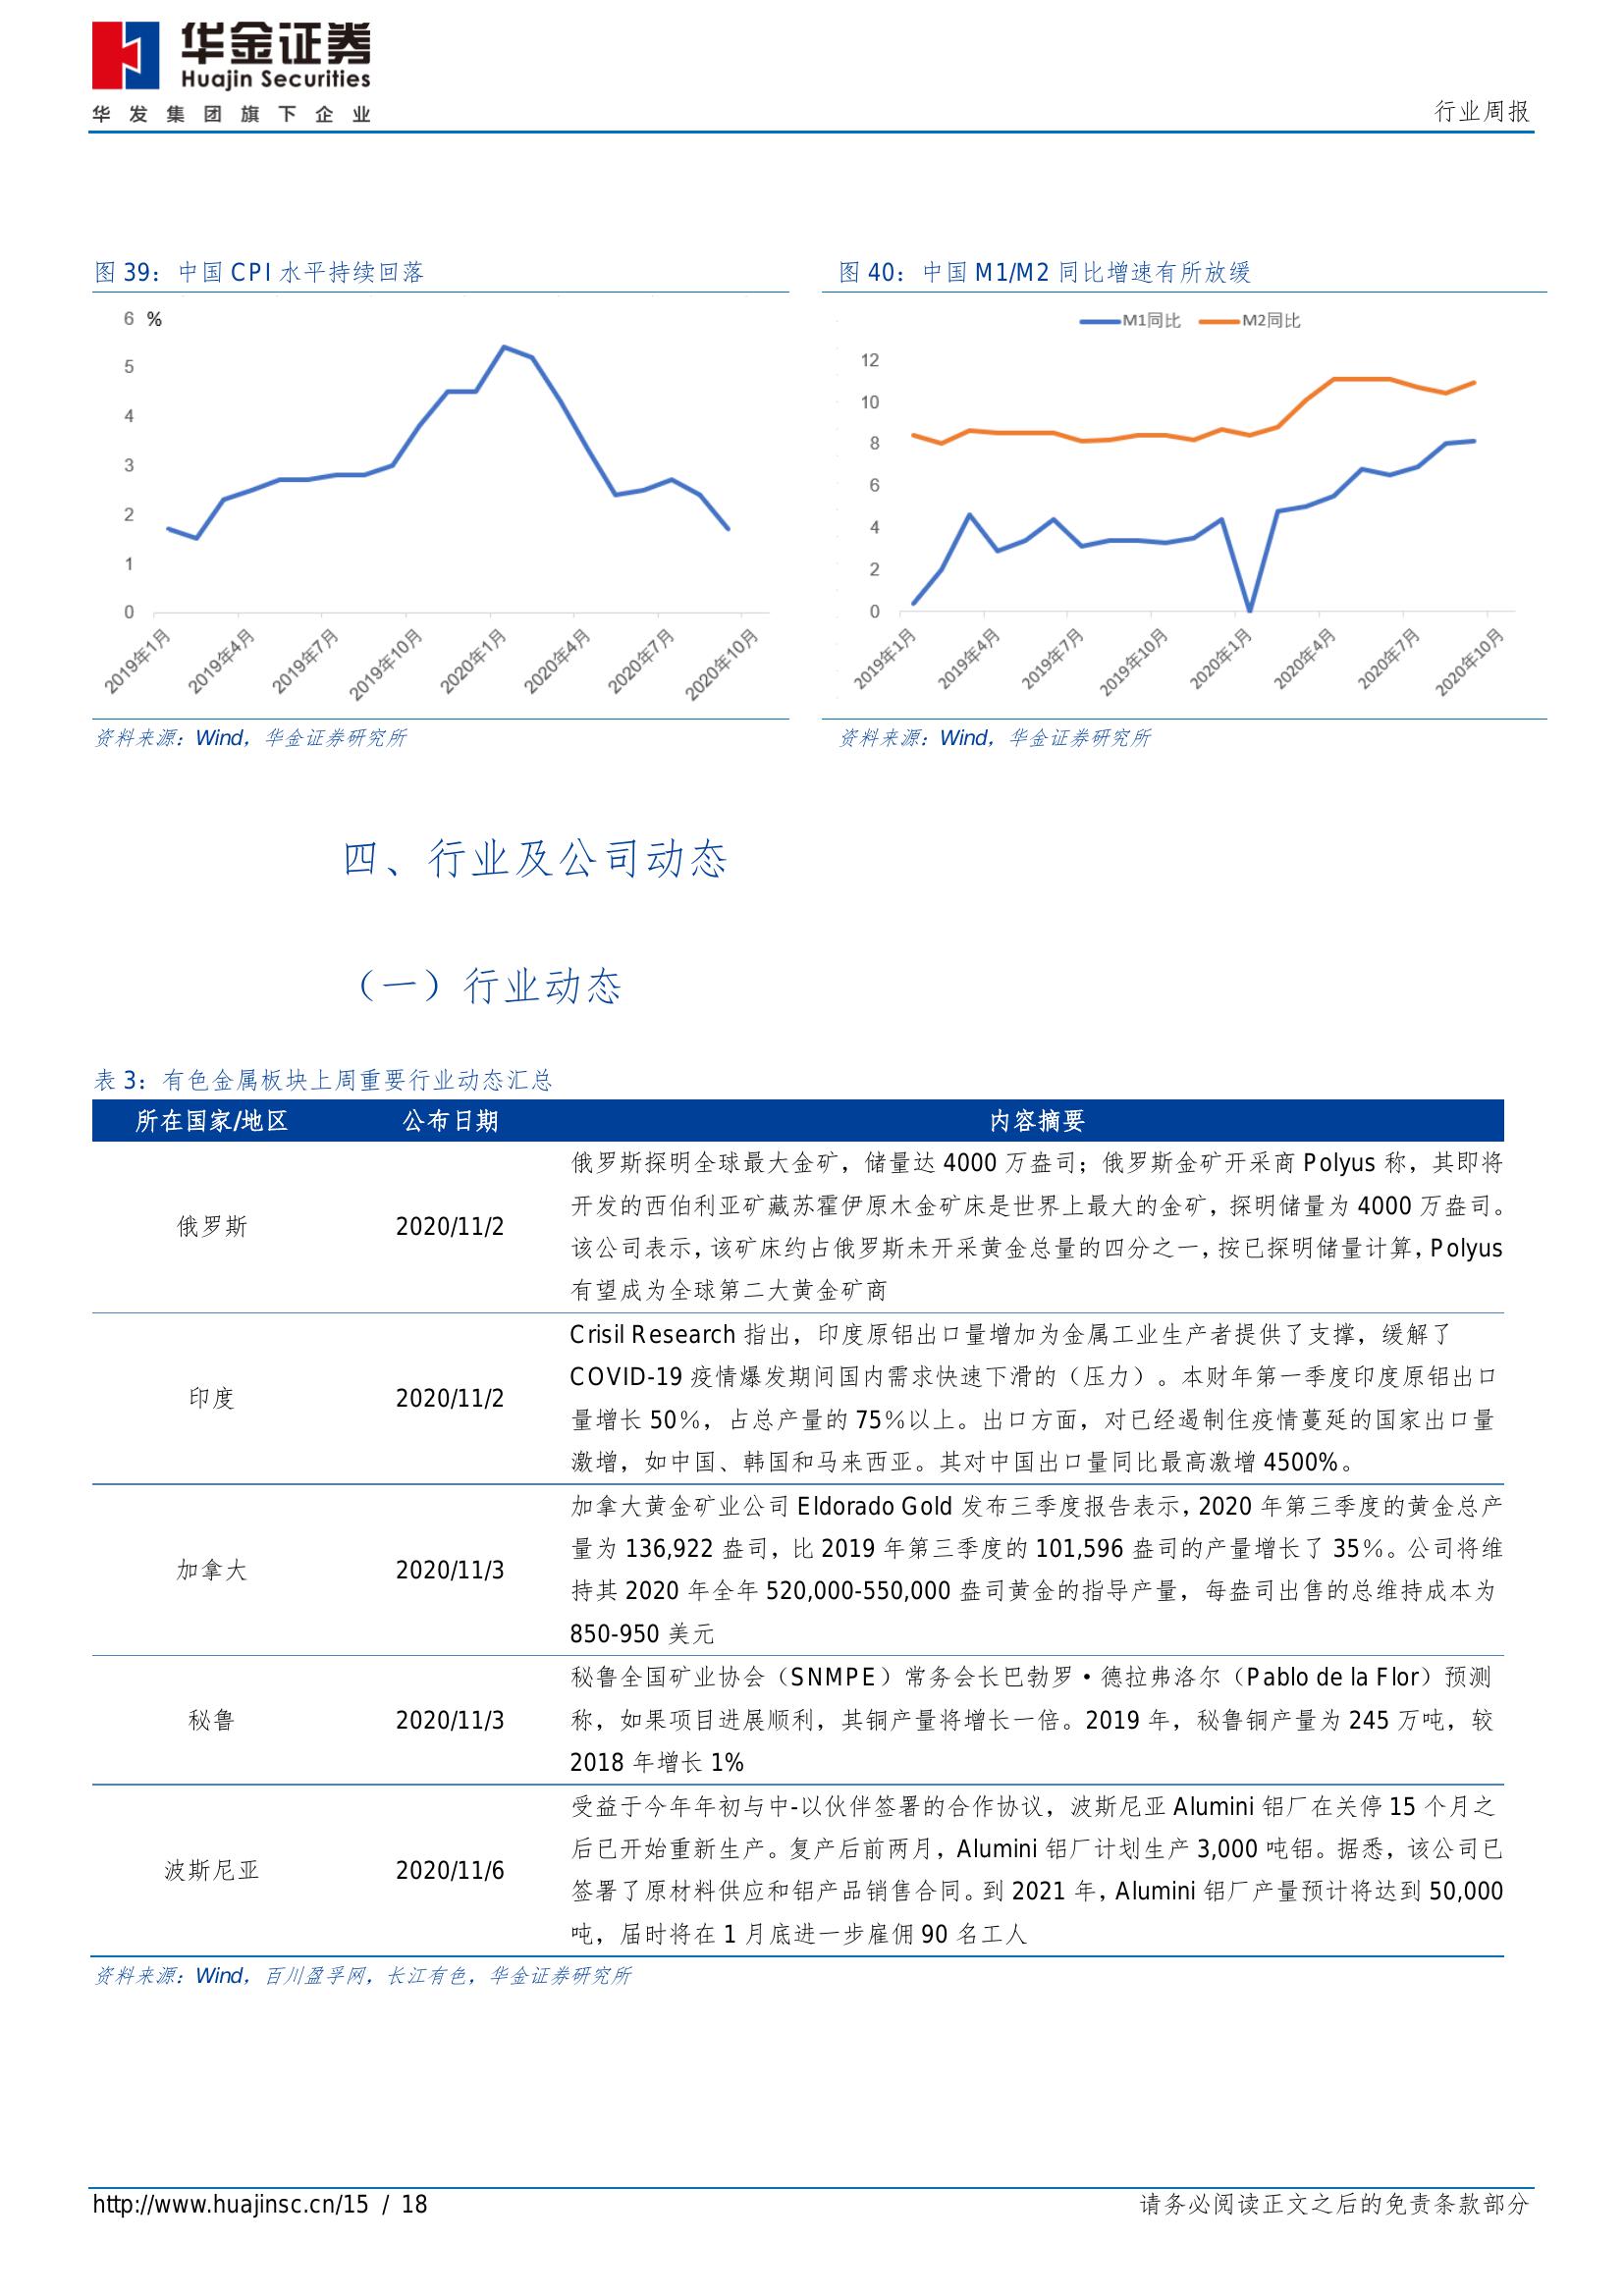 华金证券
Huajin Securities
华发集团旗下企业
行业周报
图 39：中国 CPI 水平持续回落
6 %
5
4
3
2
1
0
2019年1月
2019年4月
2019年7月
2019年10月
2020年1月
2020年4月
2020年7月
2020年10月
资料来源：Wind，华金证券研究所
图 40：中国 M1/M2 同比增速有所放缓
M1同比 M2同比
12
10
8
6
4
2
0
2019年1月
2019年4月
2019年7月
2019年10月
2020年1月
2020年4月
2020年7月
2020年10月
资料来源：Wind，华金证券研究所
四、行业及公司动态
（一）行业动态
表 3：有色金属板块上周重要行业动态汇总
所在国家/地区 公布日期 内容摘要
俄罗斯 2020/11/2
俄罗斯探明全球最大金矿，储量达 4000 万盎司；俄罗斯金矿开采商 Polyus 称，其即将
开发的西伯利亚矿藏苏霍伊原木金矿床是世界上最大的金矿，探明储量为 4000 万盎司。
该公司表示，该矿床约占俄罗斯未开采黄金总量的四分之一，按已探明储量计算，Polyus
有望成为全球第二大黄金矿商
印度 2020/11/2
Crisil Research 指出，印度原铝出口量增加为金属工业生产者提供了支撑，缓解了
COVID-19 疫情爆发期间国内需求快速下滑的（压力）。本财年第一季度印度原铝出口
量增长 50%，占总产量的 75%以上。出口方面，对已经遏制住疫情蔓延的国家出口量
激增，如中国、韩国和马来西亚。其对中国出口量同比最高激增 4500%。
加拿大 2020/11/3
加拿大黄金矿业公司 Eldorado Gold 发布三季度报告表示，2020 年第三季度的黄金总产
量为 136,922 盎司，比 2019 年第三季度的 101,596 盎司的产量增长了 35%。公司将维
持其 2020 年全年 520,000-550,000 盎司黄金的指导产量，每盎司出售的总维持成本为
850-950 美元
秘鲁 2020/11/3
秘鲁全国矿业协会（SNMPE）常务会长巴勃罗·德拉弗洛尔（Pablo de la Flor）预测
称，如果项目进展顺利，其铜产量将增长一倍。2019 年，秘鲁铜产量为 245 万吨，较
2018 年增长 1%
波斯尼亚 2020/11/6
受益于今年年初与中-以伙伴签署的合作协议，波斯尼亚 Alumini 铝厂在关停 15 个月之
后已开始重新生产。复产后前两月，Alumini 铝厂计划生产 3,000 吨铝。据悉，该公司已
签署了原材料供应和铝产品销售合同。到 2021 年，Alumini 铝厂产量预计将达到 50,000
吨，届时将在 1 月底进一步雇佣 90 名工人
资料来源：Wind，百川盈孚网，长江有色，华金证券研究所
http://www.huajinsc.cn/15 / 18
请务必阅读正文之后的免责条款部分